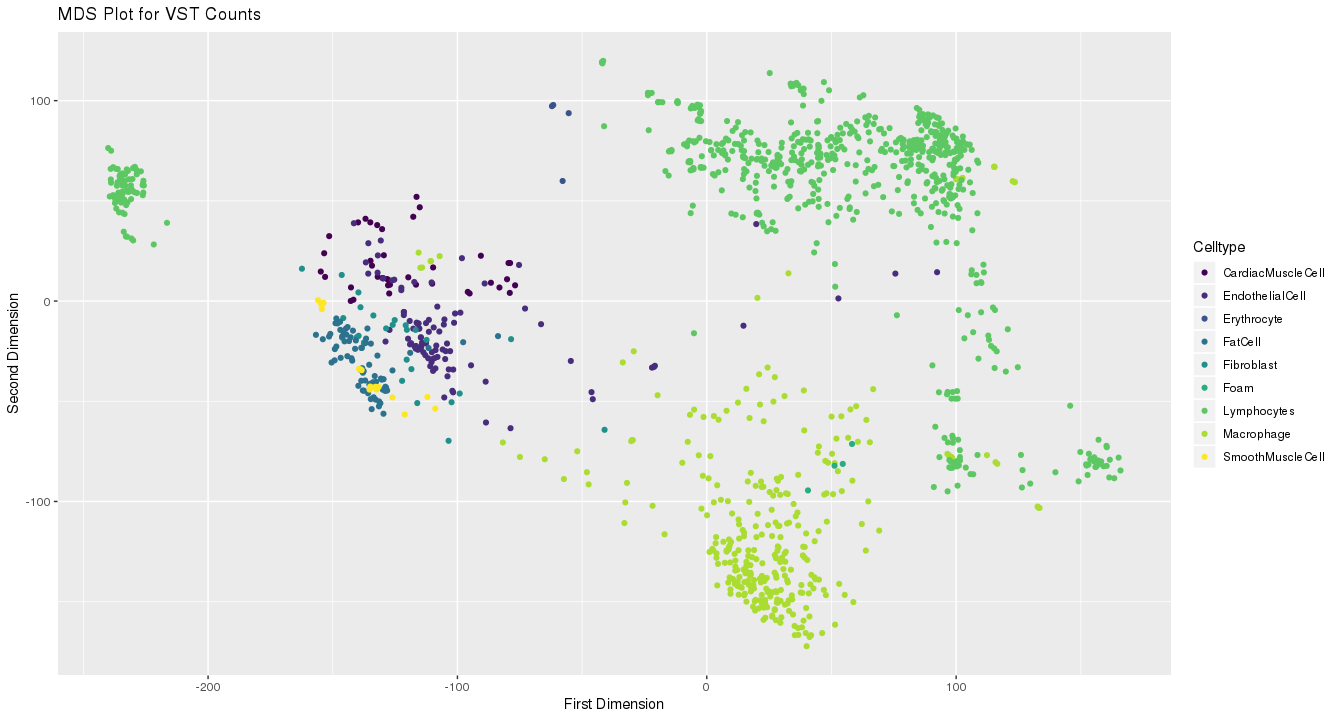 MDS Plot for VST Counts
100
0
-100
-200
-100
0
100
First Dimension
Second Dimension
Celltype
CardiacMuscleCell
EndothelialCell
Erythrocyte
FatCell
Fibroblast
Foam
Lymphocytes
Macrophage
SmoothMuscleCell